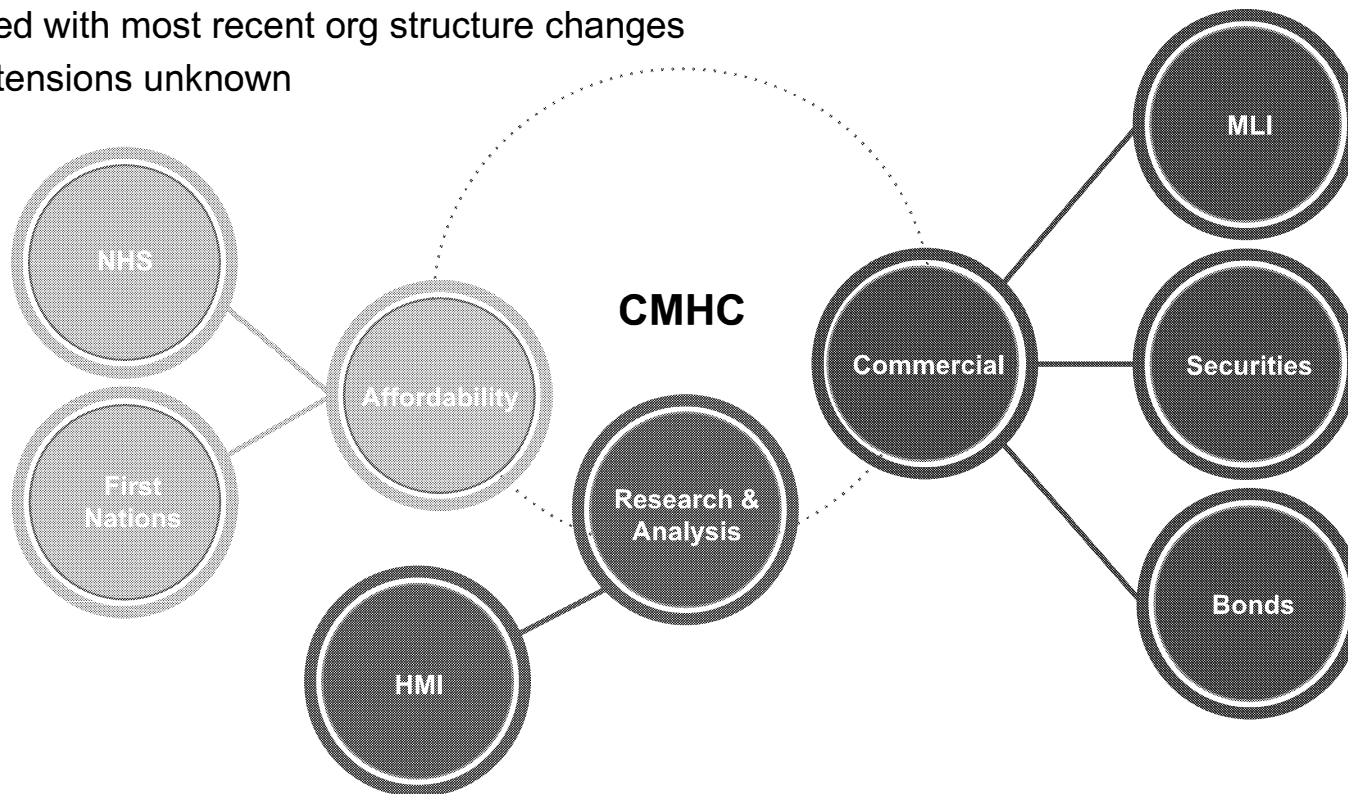 ed with most recent org structure changes
tensions unknown
MLI
NHS
CMHC
Commercial
Securities
Affordability
First
Nations
Research &
Analysis
Bonds
HMI